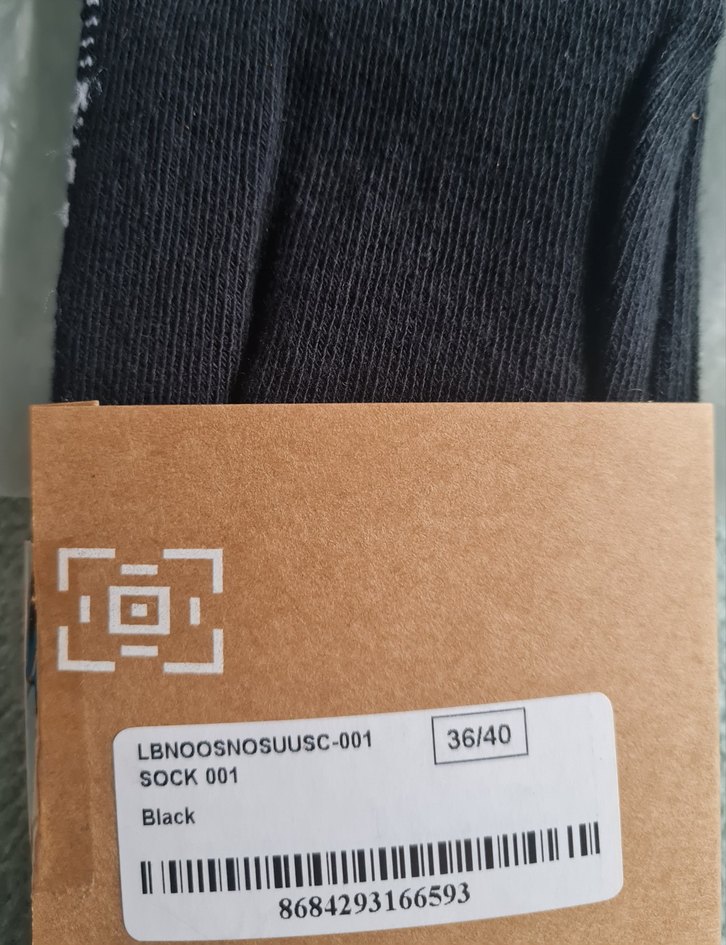 LBNOOSNOSUUSC-001
36/40
SOCK 001
Black
8684293166593